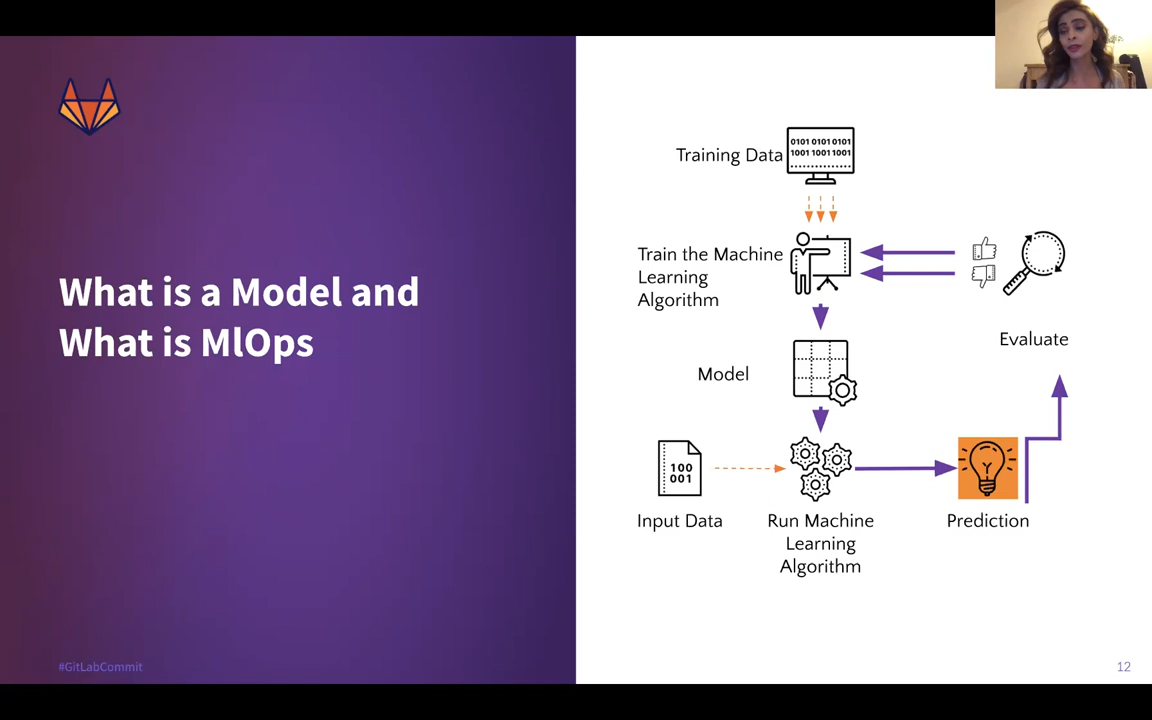 What is a Model and
What is MlOps
#GitLabCommit
Training Data
0101 0101 0101
1001 1001 1001
Train the Machine
Learning
Algorithm
Evaluate
Model
100
001
Input Data
Run Machine
Learning
Algorithm
Prediction
12